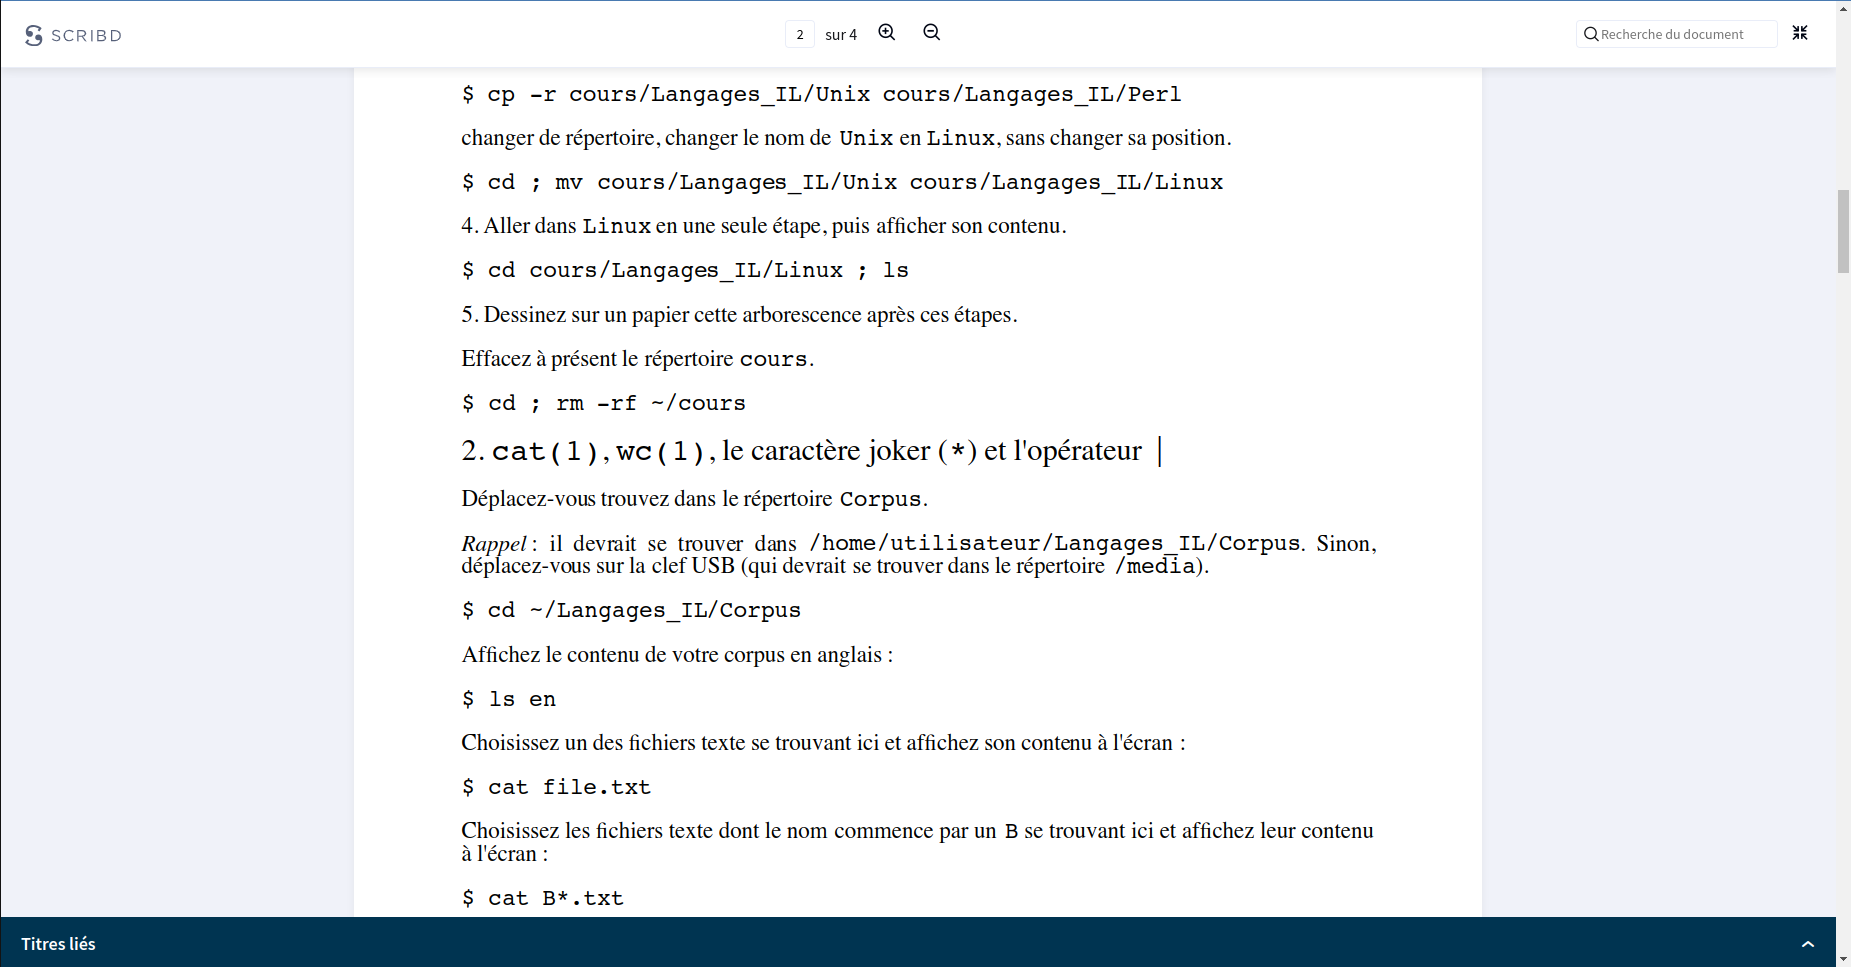 SCRIBD
2 sur 4
Recherche du document
$ cp -r cours/Langages_IL/Unix cours/Langages_IL/Perl
changer de répertoire, changer le nom de Unix en Linux, sans changer sa position.
$ cd ; mv cours/Langages_IL/Unix cours/Langages_IL/Linux
4. Aller dans Linux en une seule étape, puis afficher son contenu.
$ cd cours/Langages_IL/Linux ; ls
5. Dessinez sur un papier cette arborescence après ces étapes.
Effacez à présent le répertoire cours.
$ cd ; rm -rf ~/cours
2. cat(1), wc(1), le caractère joker (*) et l'opérateur |
Déplacez-vous trouvez dans le répertoire Corpus.
Rappel : il devrait se trouver dans /home/utilisateur/Langages_IL/Corpus. Sinon,
déplacez-vous sur la clef USB (qui devrait se trouver dans le répertoire /media).
$ cd ~/Langages_IL/Corpus
Affichez le contenu de votre corpus en anglais :
$ ls en
Choisissez un des fichiers texte se trouvant ici et affichez son contenu à l'écran :
$ cat file.txt
Choisissez les fichiers texte dont le nom commence par un B se trouvant ici et affichez leur contenu
à l'écran :
$ cat B*.txt
Titres liés